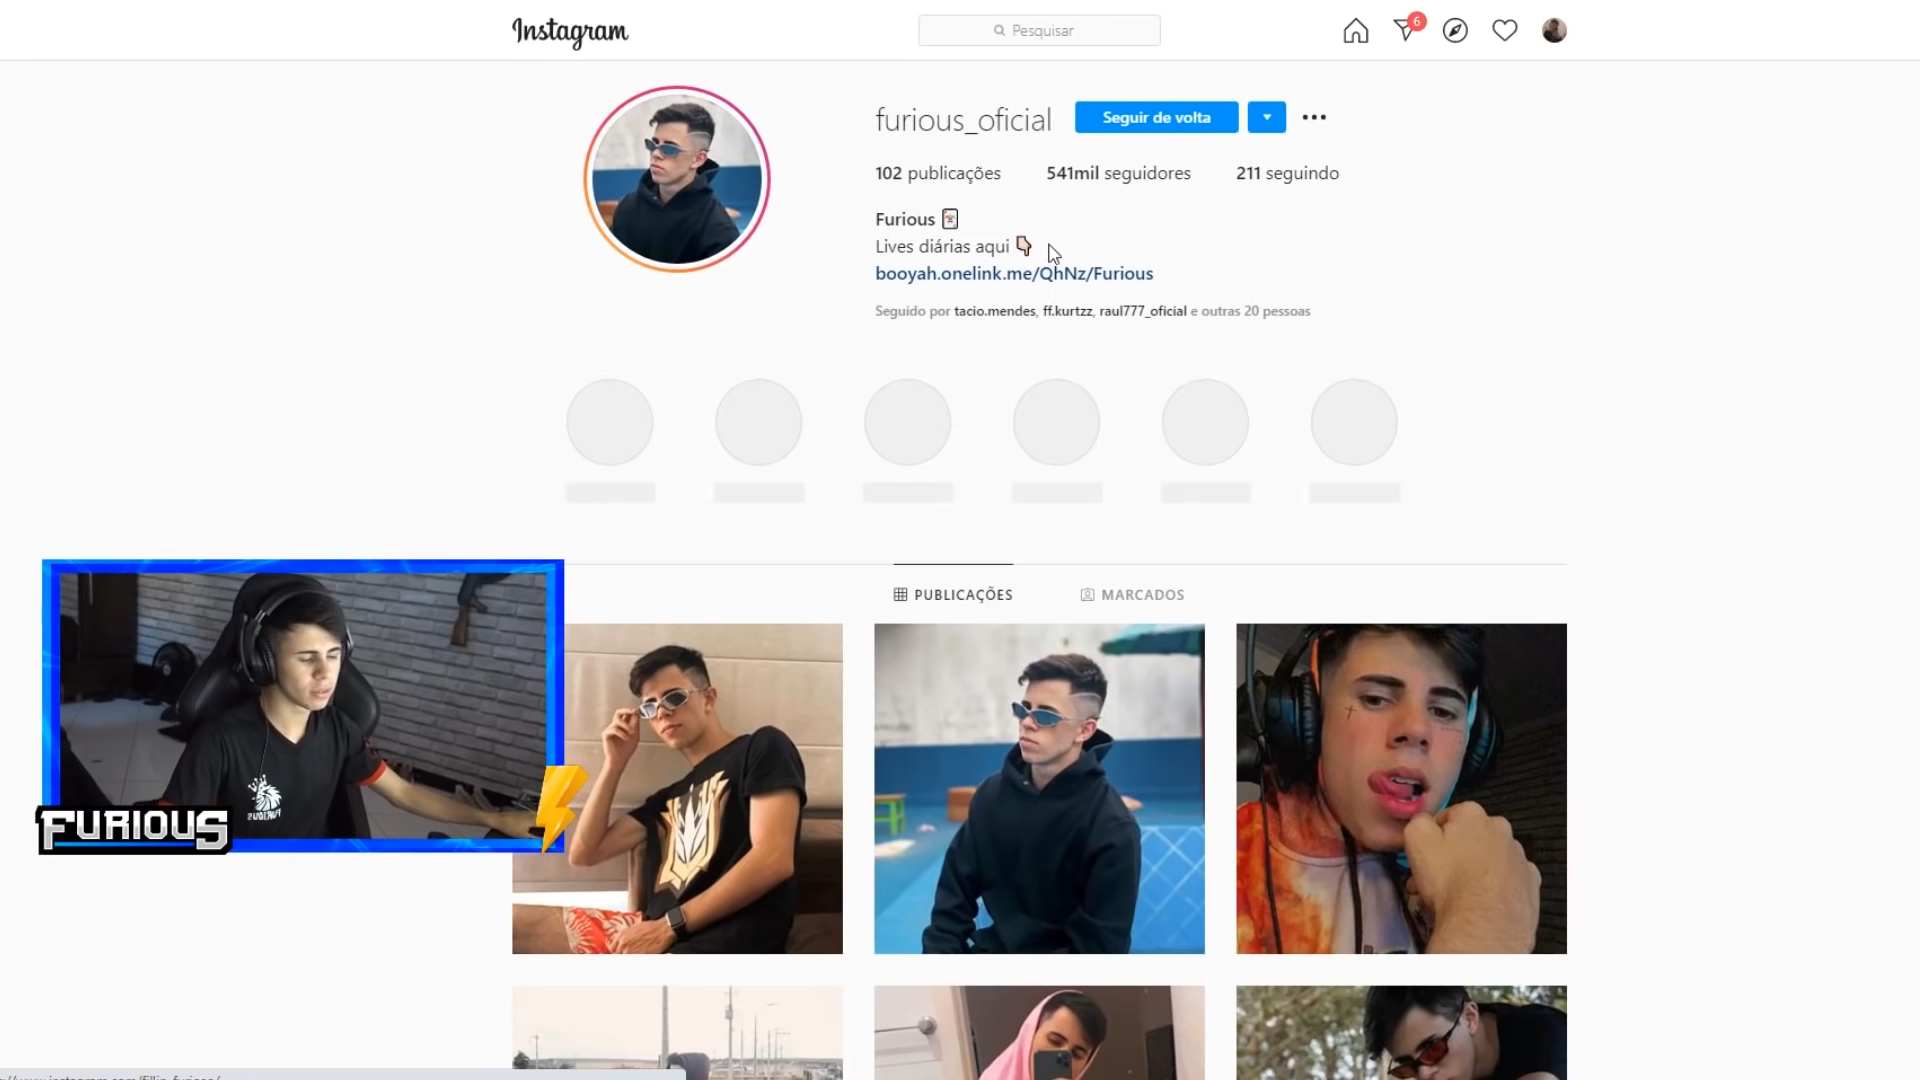 Instagram
Pesquisar
6
furious_oficial
Seguir de volta
102 publicações 541mil seguidores 211 seguindo
Furious
Lives diárias aqui
booyah.onelink.me/QhNz/Furious
Seguido por tacio.mendes, ff.kurtzz, raul777_oficial e outras 20 pessoas
PUBLICAÇÕES MARCADOS
FURIOUS